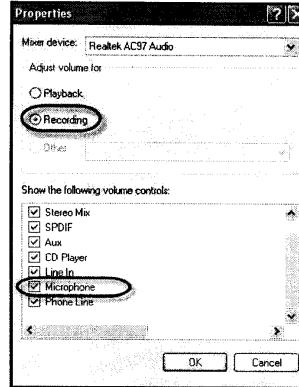 Properties
Mixer device: Realtek AC97 Audio
Adjust volume for
Playback
Recording
Other
Show the following volume controls:
Stereo Mix
SPDIF
Aux
CD Player
Line In
Microphone
Phone Line
OK Cancel